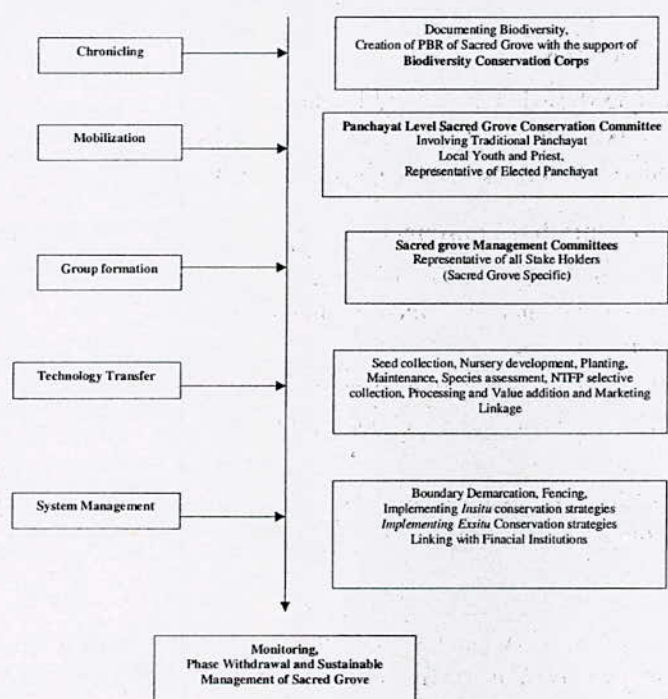 Chronicling
Documenting Biodiversity,
Creation of PBR of Sacred Grove with the support of
Biodiversity Conservation Corps
Mobilization
Panchayat Level Sacred Grove Conservation Committee
Involving Traditional Panchayat
Local Youth and Priest,
Representative of Elected Panchayat
Group formation
Sacred grove Management Committees
Representative of all Stake Holders
(Sacred Grove Specific)
Technology Transfer
Seed collection, Nursery development, Planting,
Maintenance, Species assessment, NTFP selective
collection, Processing and Value addition and Marketing
Linkage
System Management
Boundary Demarcation, Fencing,
Implementing Insitu conservation strategies
Implementing Exsitu Conservation strategies
Linking with Finacial Institutions
Monitoring,
Phase Withdrawal and Sustainable
Management of Sacred Grove